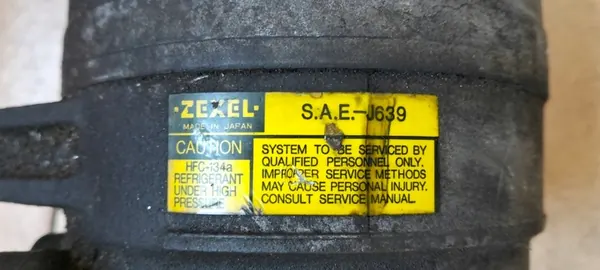 ·ZEXEL·
MADE IN JAPAN
S.A.E.-J639
CAUTION
HFC-134a
REFRIGERANT
UNDER HIGH
PRESSURE
SYSTEM TO BE SERVICED BY
QUALIFIED PERSONNEL ONLY.
IMPROPER SERVICE METHODS
MAY CAUSE PERSONAL INJURY.
CONSULT SERVICE MANUAL.